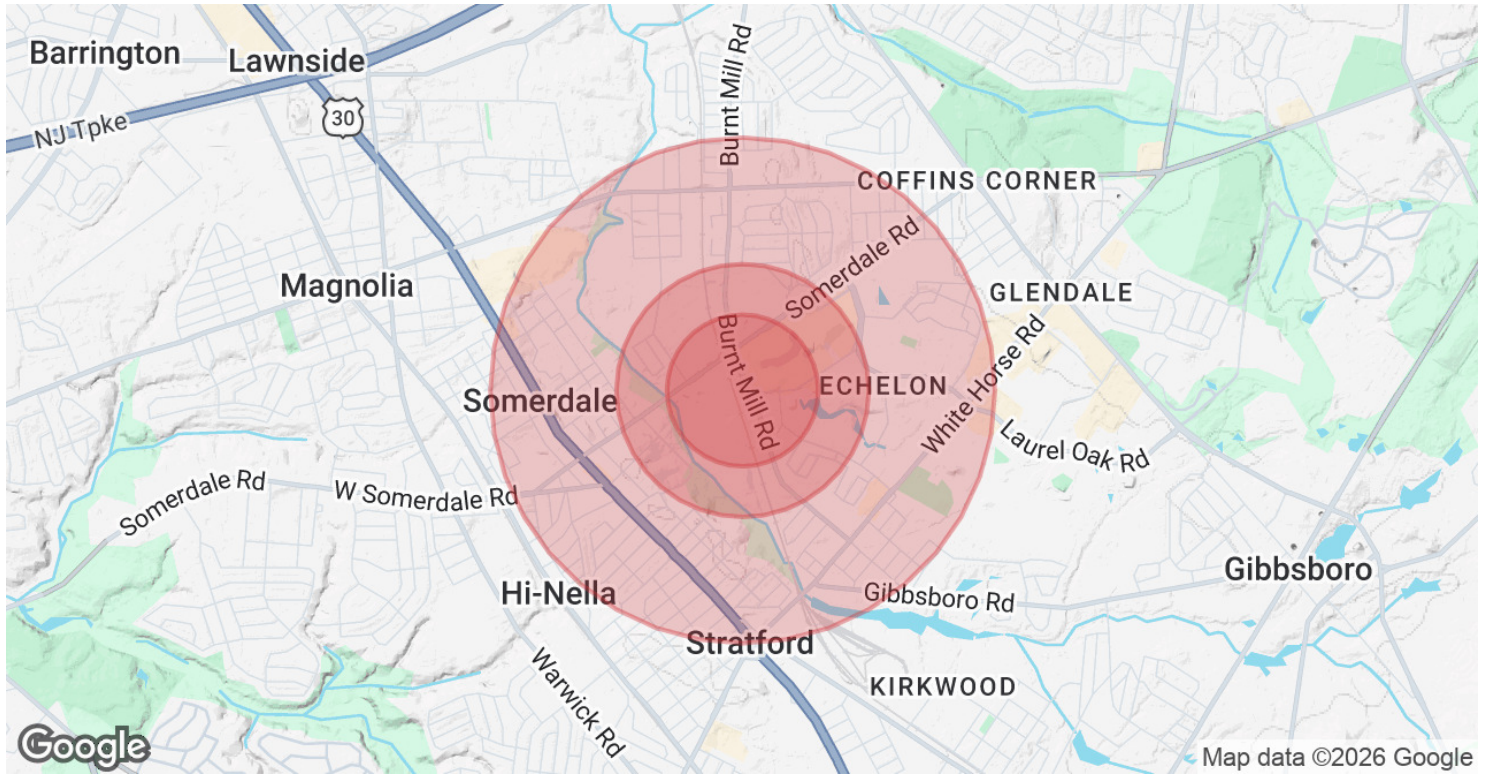 Barrington
Lawnside
NJ Tpke
30
Burnt Mill Rd
COFFINS CORNER
Somerdale Rd
Magnolia
GLENDALE
Burnt Mill Rd
ECHELON
White Horse Rd
Somerdale
Laurel Oak Rd
Somerdale Rd
W Somerdale Rd
Hi-Nella
Gibbsboro Rd
Gibbsboro
Stratford
KIRKWOOD
Warwick Rd
Google
Map data ©2026 Google